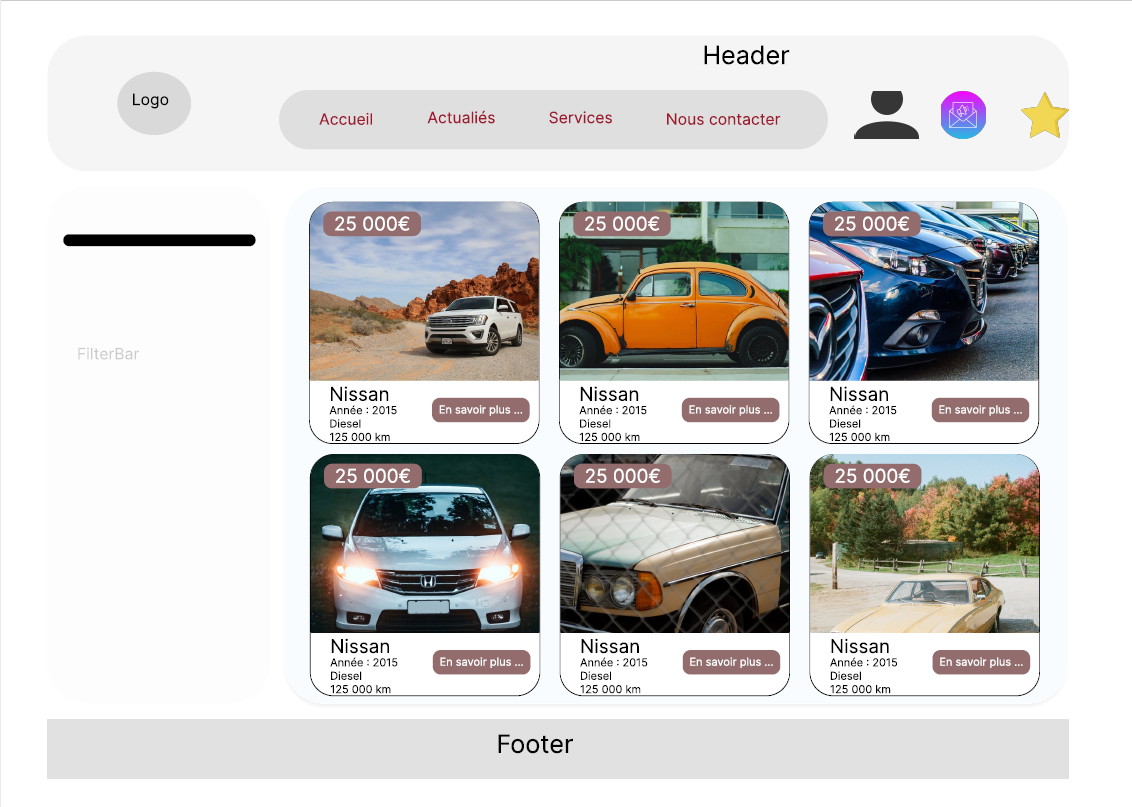 Header
Logo
Accueil
Actualiés
Services
Nous contacter
FilterBar
25 000€
Nissan
Année : 2015
Diesel
125 000 km
En savoir plus ...
25 000€
Nissan
Année : 2015
Diesel
125 000 km
En savoir plus ...
25 000€
Nissan
Année : 2015
Diesel
125 000 km
En savoir plus ...
25 000€
Nissan
Année : 2015
Diesel
125 000 km
En savoir plus ...
25 000€
Nissan
Année : 2015
Diesel
125 000 km
En savoir plus ...
25 000€
Nissan
Année : 2015
Diesel
125 000 km
En savoir plus ...
Footer